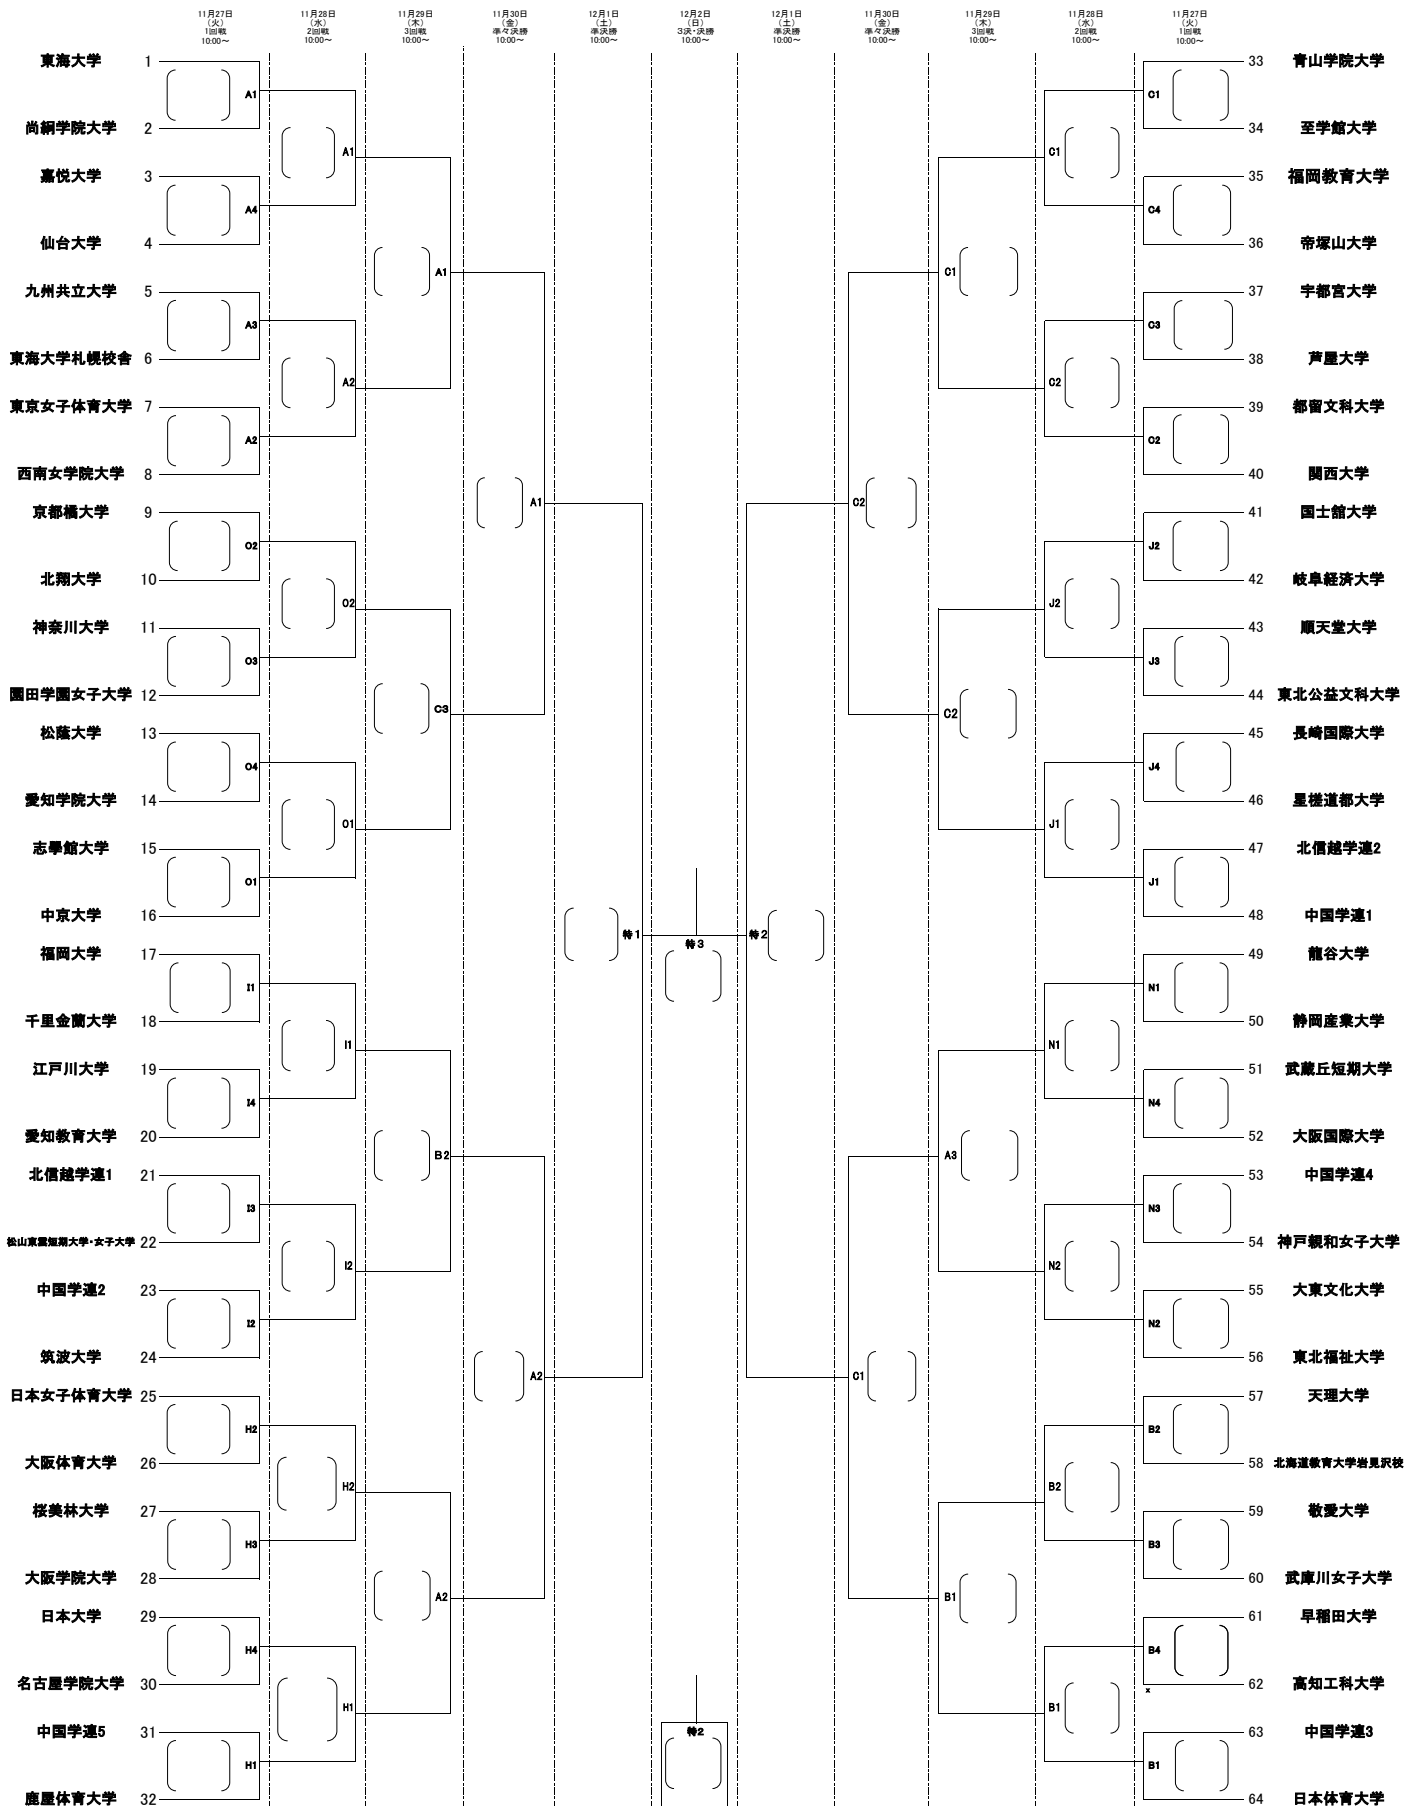 11月27日 11月28日 11月29日 11月30日 12月1日 12月2日 12月1日 11月30日 11月29日 11月28日 11月27日
（火） （水） （木） （金） （土） （日） （土） （金） （木） （水） （火）
1回戦 2回戦 3回戦 準々決勝 準決勝 3決・決勝 準決勝 準々決勝 3回戦 2回戦 1回戦
10:00～ 10:00～ 10:00～ 10:00～ 10:00～ 10:00～ 10:00～ 10:00～ 10:00～ 10:00～ 10:00～
東海大学 1 33 青山学院大学
A1 C1
尚絅学院大学 2 34 至学館大学
A1 C1
嘉悦大学 3 35 福岡教育大学
A4 C4
仙台大学 4 36 帝塚山大学
A1 C1
九州共立大学 5 37 宇都宮大学
A3 C3
東海大学札幌校舎 6 38 芦屋大学
A2 C2
東京女子体育大学 7 39 都留文科大学
A2 C2
西南女学院大学 8 40 関西大学
A1 C2
京都橘大学 9 41 国士舘大学
O2 J2
北翔大学 10 42 岐阜経済大学
O2 J2
神奈川大学 11 43 順天堂大学
O3 J3
園田学園女子大学 12 44 東北公益文科大学
C3 C2
松蔭大学 13 45 長崎国際大学
O4 J4
愛知学院大学 14 46 星槎道都大学
O1 J1
志學館大学 15 47 北信越学連2
O1 J1
中京大学 16 48 中国学連1
特1 特3 特2
福岡大学 17 49 龍谷大学
I1 N1
千里金蘭大学 18 50 静岡産業大学
I1 N1
江戸川大学 19 51 武蔵丘短期大学
I4 N4
愛知教育大学 20 52 大阪国際大学
B2 A3
北信越学連1 21 53 中国学連4
I3 N3
松山東雲短期大学・女子大学 22 54 神戸親和女子大学
I2 N2
中国学連2 23 55 大東文化大学
I2 N2
筑波大学 24 56 東北福祉大学
A2 C1
日本女子体育大学 25 57 天理大学
H2 B2
大阪体育大学 26 58 北海道教育大学岩見沢校
H2 B2
桜美林大学 27 59 敬愛大学
H3 B3
大阪学院大学 28 60 武庫川女子大学
A2 B1
日本大学 29 61 早稲田大学
H4 B4
名古屋学院大学 30 62 高知工科大学
x
H1 B1
中国学連5 31 特2 63 中国学連3
H1 B1
鹿屋体育大学 32 64 日本体育大学